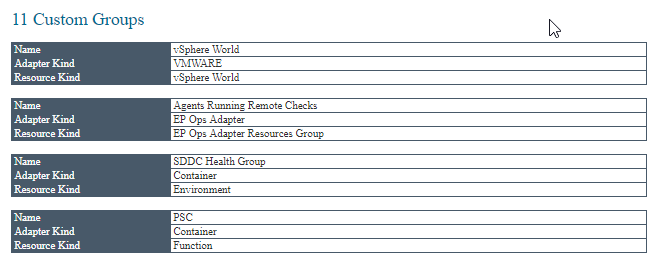 11 Custom Groups
Name vSphere World
Adapter Kind VMWARE
Resource Kind vSphere World
Name Agents Running Remote Checks
Adapter Kind EP Ops Adapter
Resource Kind EP Ops Adapter Resources Group
Name SDDC Health Group
Adapter Kind Container
Resource Kind Environment
Name PSC
Adapter Kind Container
Resource Kind Function